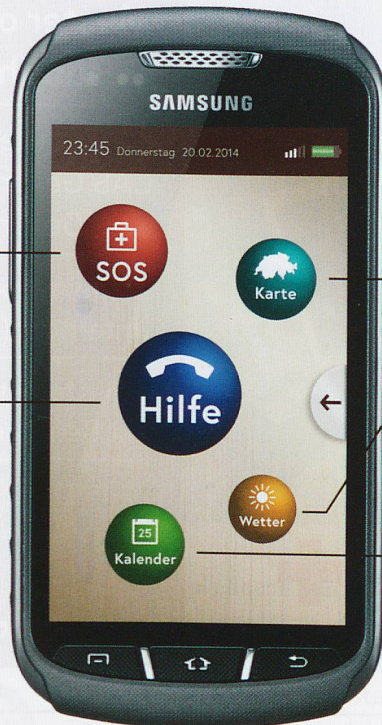 SAMSUNG
23:45 Donnerstag 20.02.2014
SOS
Karte
Hilfe
Wetter
25
Kalender